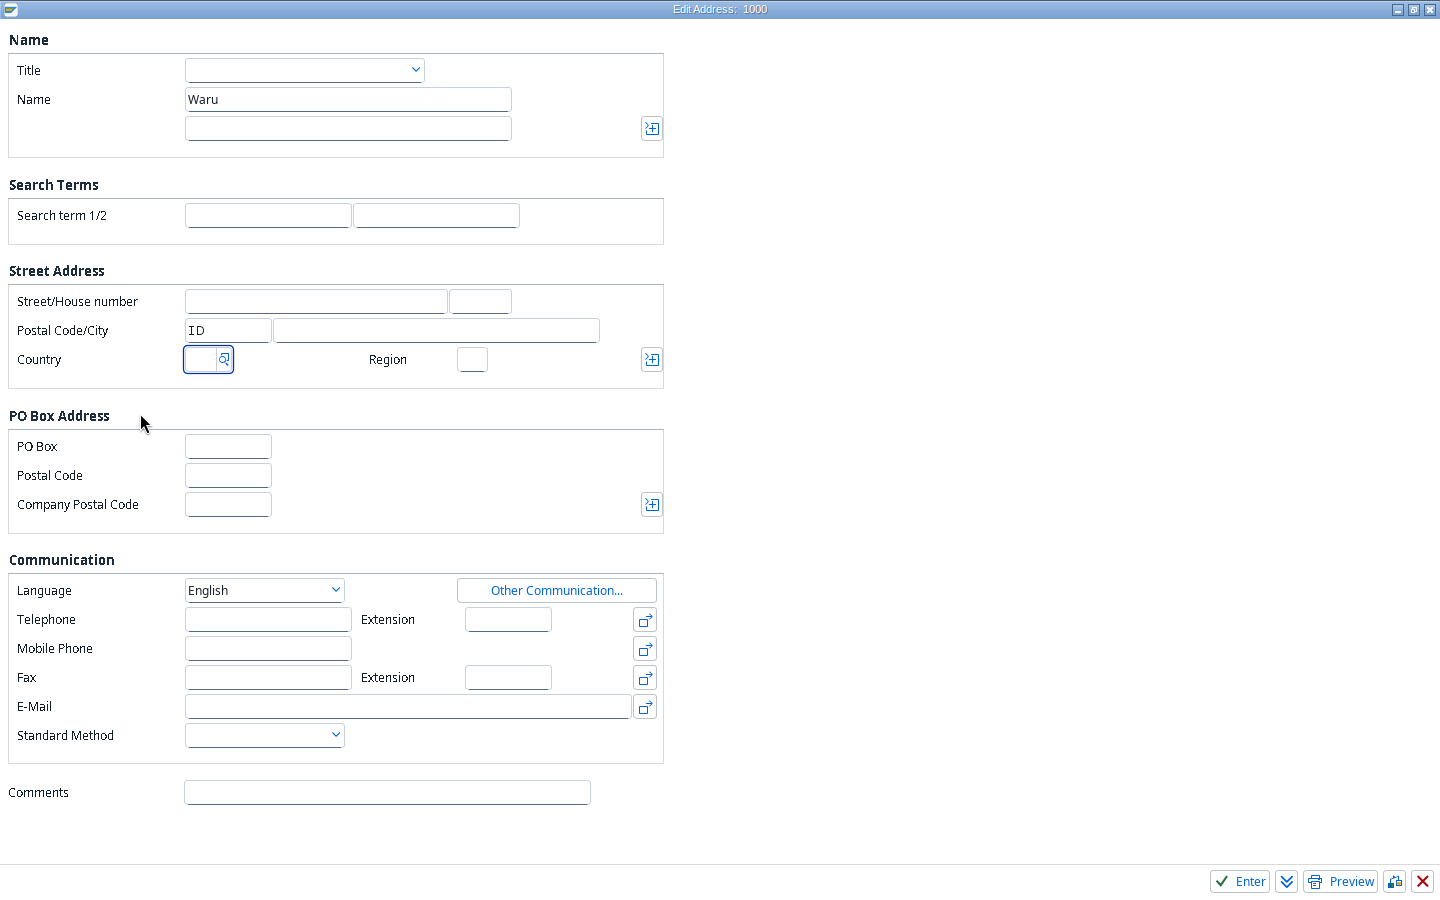 Edit Address: 1000
Name
Title
Name Waru
Search Terms
Search term 1/2
Street Address
Street/House number
Postal Code/City ID
Country Region
PO Box Address
PO Box
Postal Code
Company Postal Code
Communication
Language English Other Communication...
Telephone Extension
Mobile Phone
Fax Extension
E-Mail
Standard Method
Comments
Enter Preview